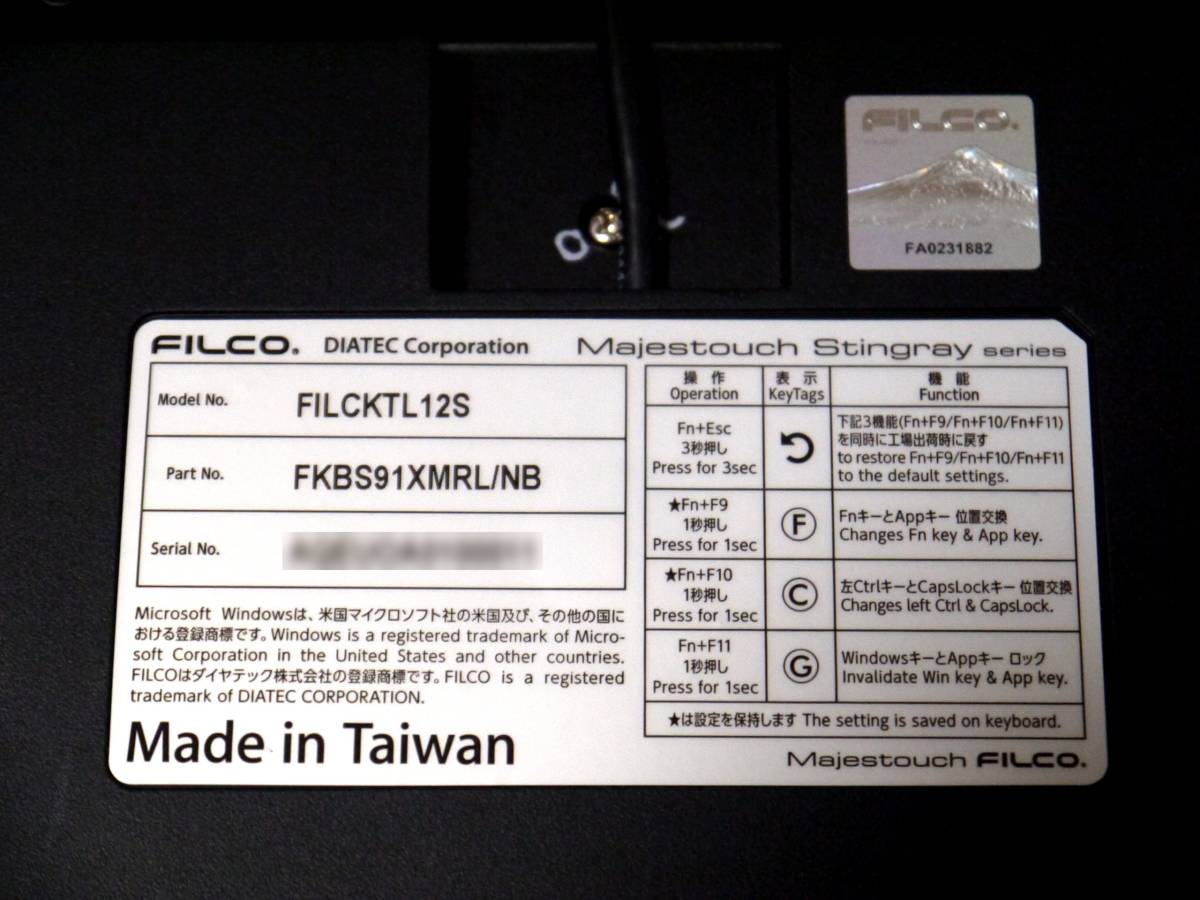 FILCO.
FA0231882
FILCO® DIATEC Corporation Majestouch Stingray series
Model No. FILCKTL12S
Part No. FKBS91XMRL/NB
Serial No.
Microsoft Windowsは、米国マイクロソフト社の米国及び、その他の国に
おける登録商標です。Windows is a registered trademark of Micro-
soft Corporation in the United States and other countries.
FILCOはダイヤテック株式会社の登録商標です。FILCO is a registered
trademark of DIATEC CORPORATION.
Made in Taiwan
操作 表示 機能
Operation KeyTags Function
Fn+Esc
3秒押し
Press for 3sec
下記3機能(Fn+F9/Fn+F10/Fn+F11)
を同時に工場出荷時に戻す
to restore Fn+F9/Fn+F10/Fn+F11
to the default settings.
★Fn+F9
1秒押し
Press for 1sec
Ⓕ
FnキーとAppキー 位置交換
Changes Fn key & App key.
★Fn+F10
1秒押し
Press for 1sec
Ⓒ
左CtrlキーとCapsLockキー 位置交換
Changes left Ctrl & CapsLock.
Fn+F11
1秒押し
Press for 1sec
Ⓖ
WindowsキーとAppキー ロック
Invalidate Win key & App key.
★は設定を保持します The setting is saved on keyboard.
Majestouch FILCO®